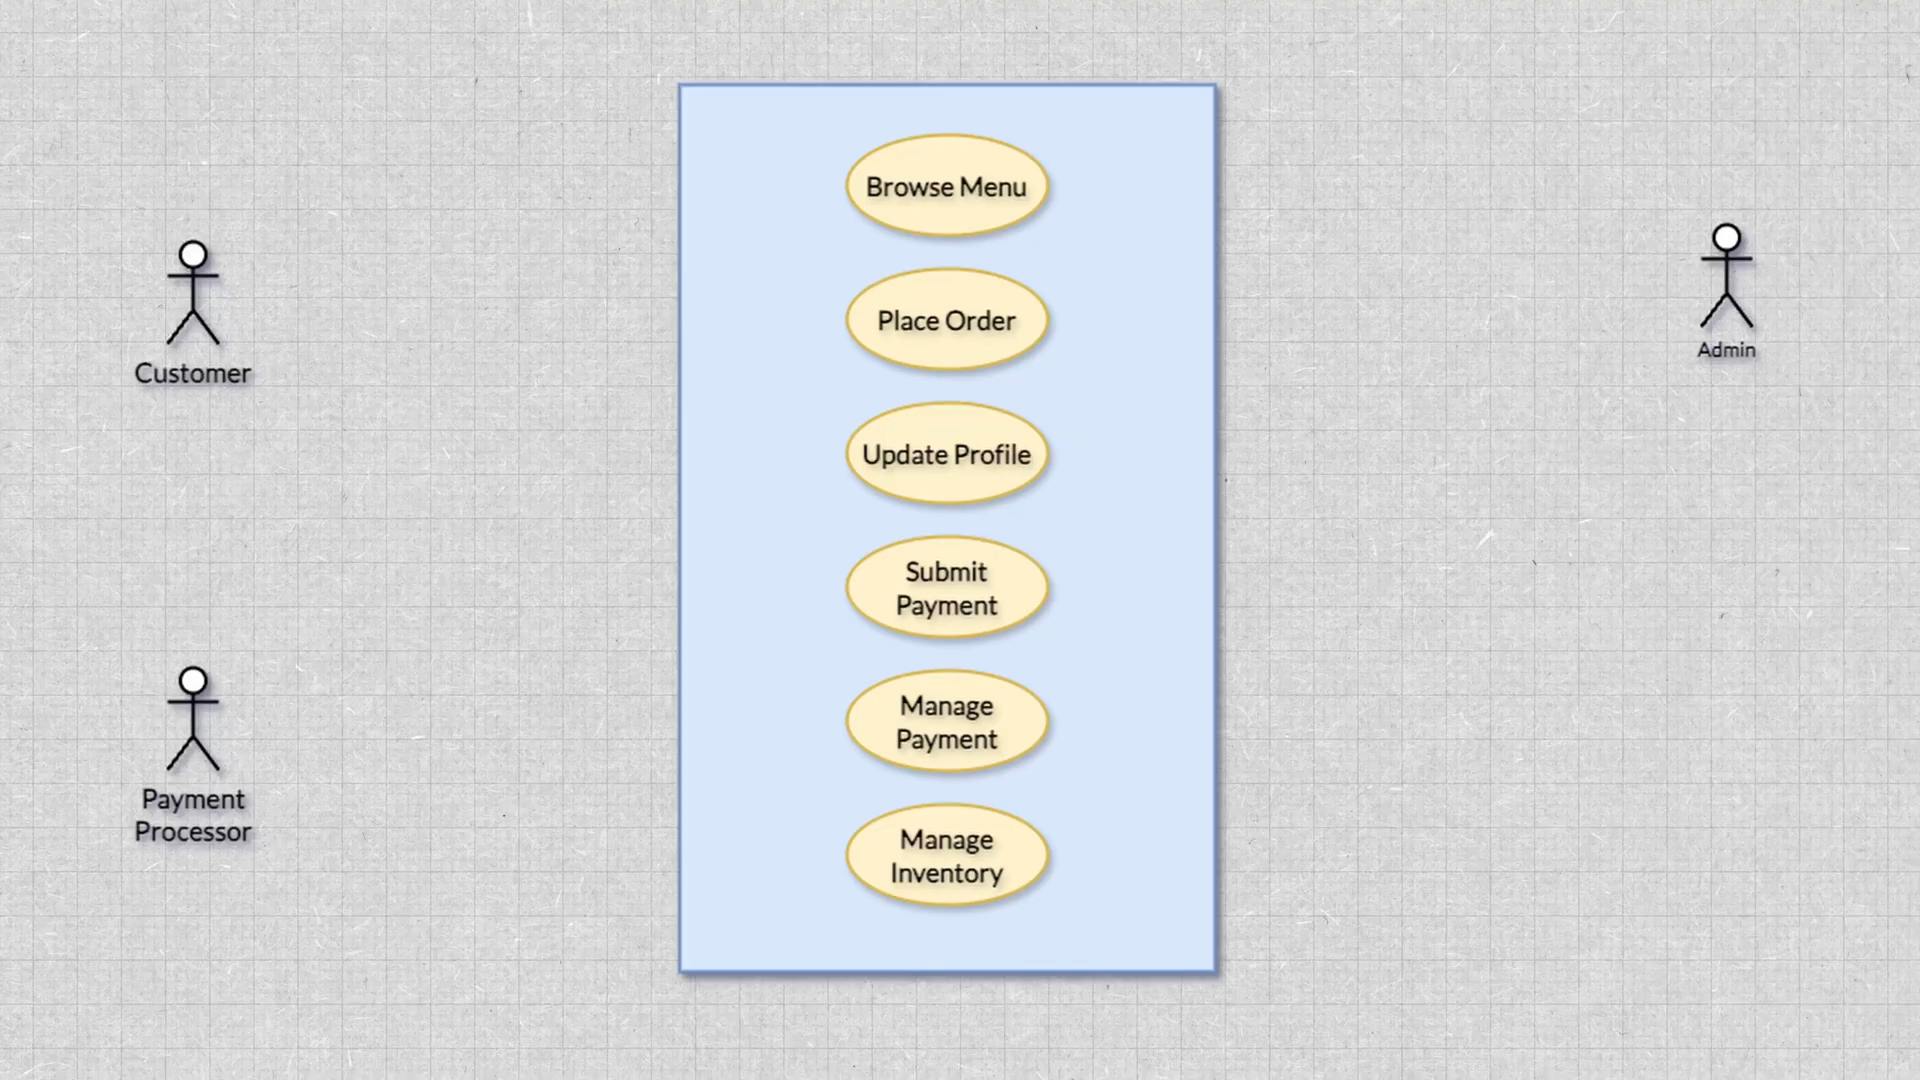 Browse Menu
Place Order
Update Profile
Submit
Payment
Manage
Payment
Manage
Inventory
Customer
Payment
Processor
Admin